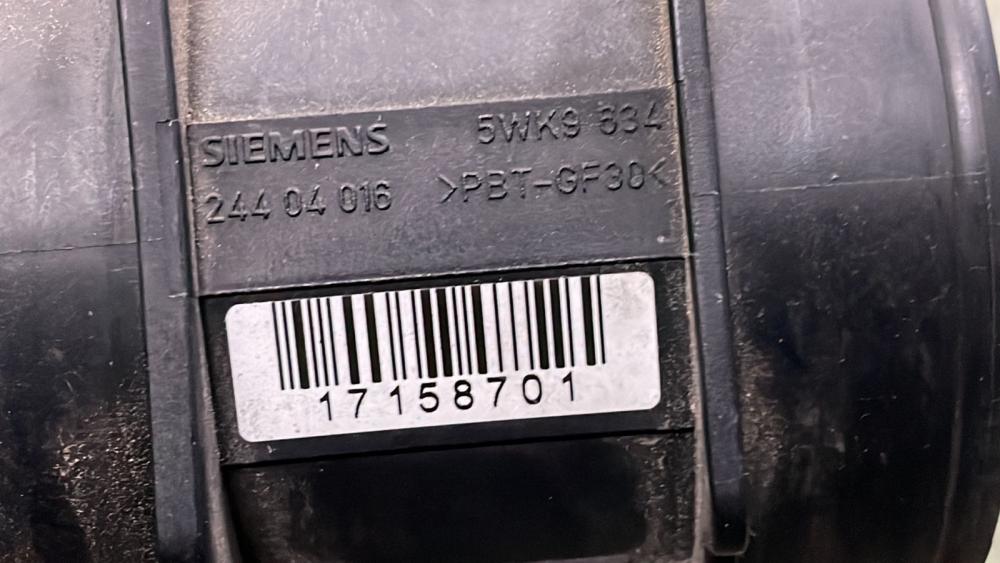 SIEMENS 5WK9 634
244 04 016 >PBT-GF30<
17158701